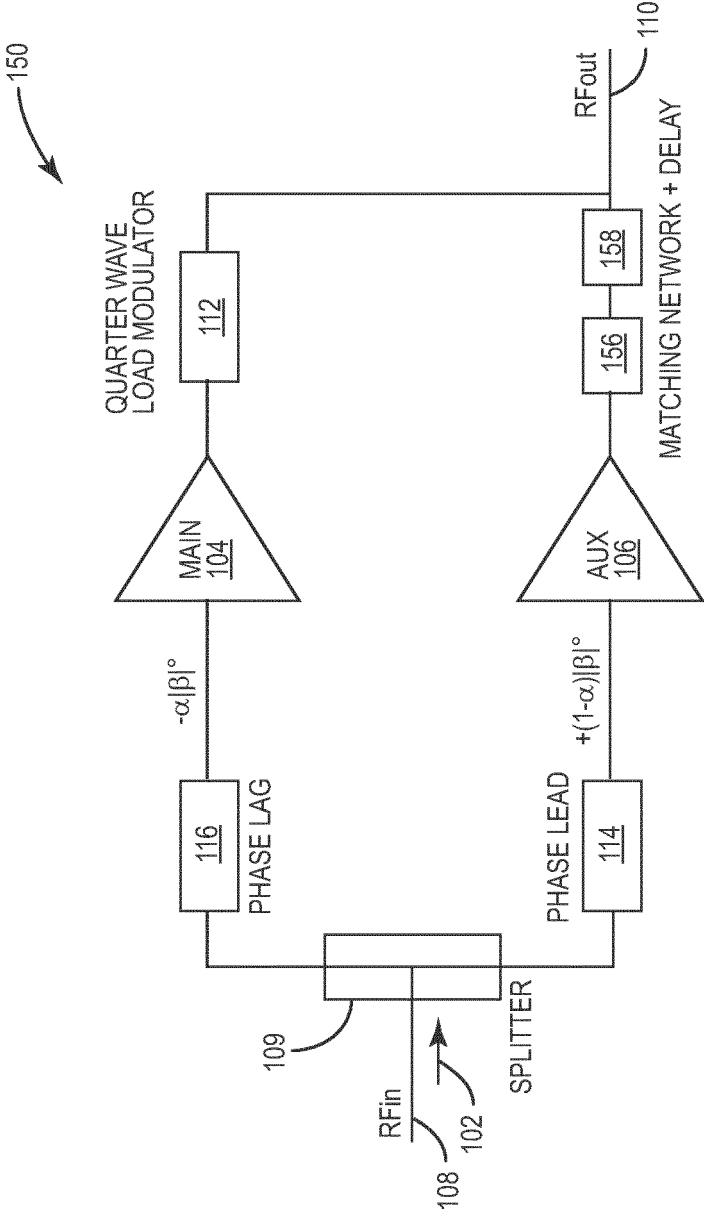 150
QUARTER WAVE
LOAD MODULATOR
112
MAIN
104
-α|β|°
116
PHASE LAG
109
SPLITTER
RFin
102
108
PHASE LEAD
114
+(1-α)|β|°
AUX
106
156
158
MATCHING NETWORK + DELAY
RFout
110